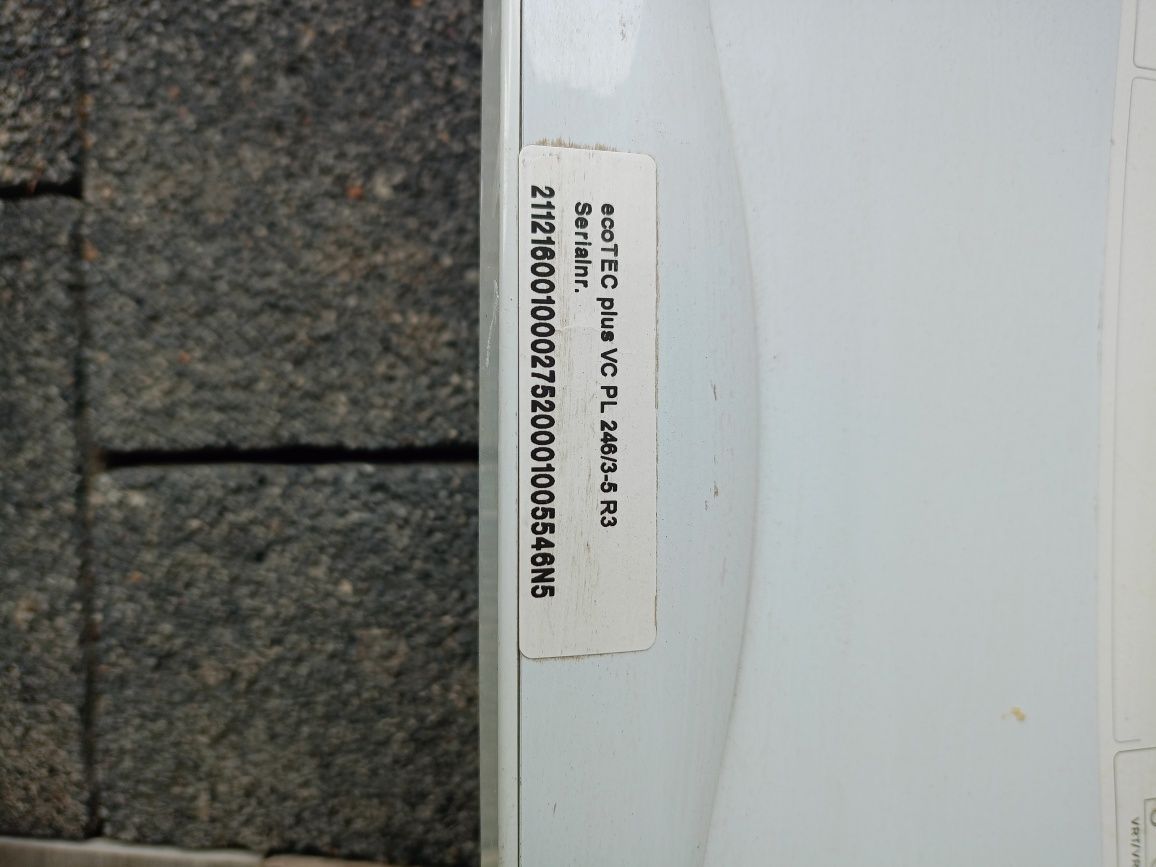 ecoTEC plus VC PL 246/3-5 R3
Serialnr.
21121600100027520001005546N5